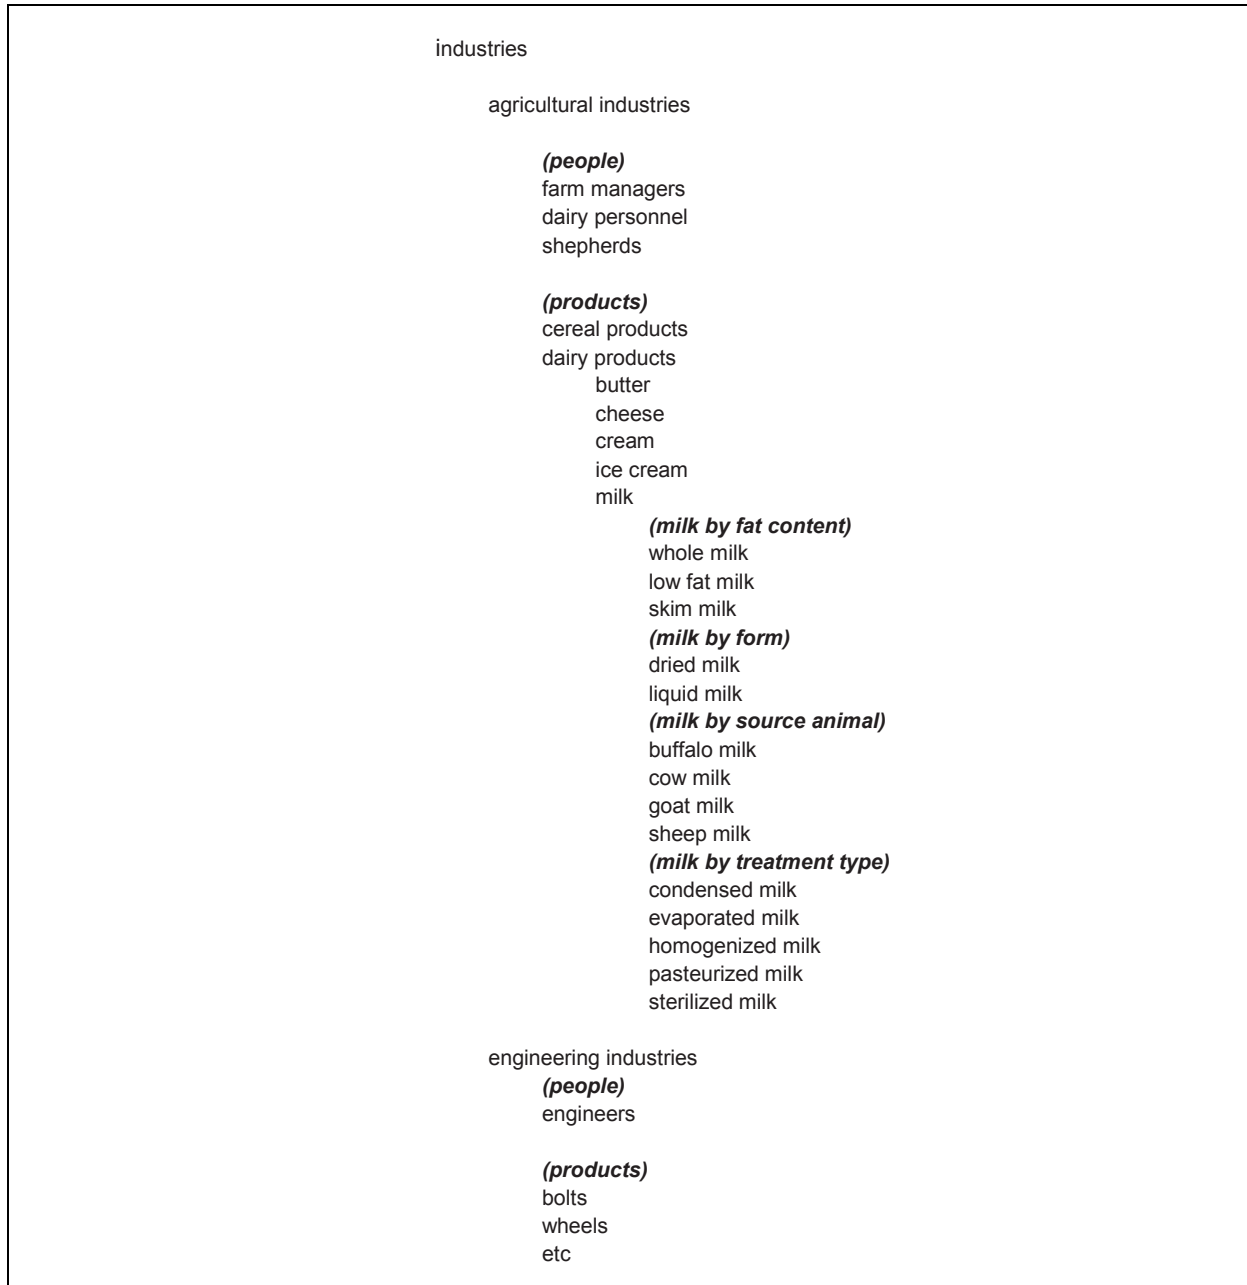 industries
agricultural industries
(people)
farm managers
dairy personnel
shepherds
(products)
cereal products
dairy products
butter
cheese
cream
ice cream
milk
(milk by fat content)
whole milk
low fat milk
skim milk
(milk by form)
dried milk
liquid milk
(milk by source animal)
buffalo milk
cow milk
goat milk
sheep milk
(milk by treatment type)
condensed milk
evaporated milk
homogenized milk
pasteurized milk
sterilized milk
engineering industries
(people)
engineers
(products)
bolts
wheels
etc